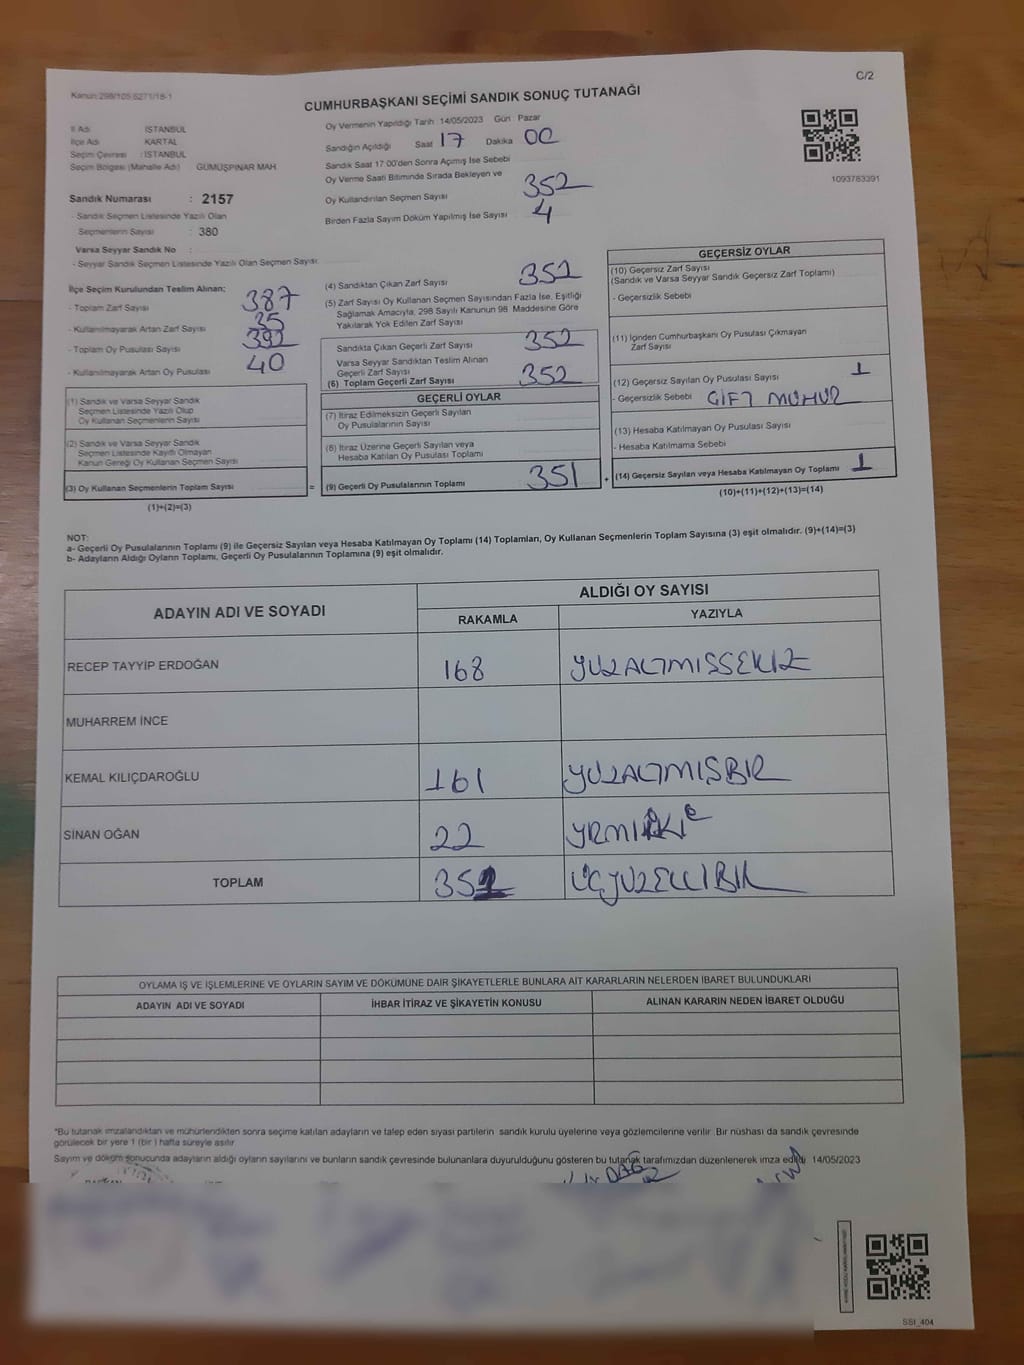 C/2
Kanun:298/105 6271/18-1
CUMHURBAŞKANI SEÇİMİ SANDIK SONUÇ TUTANAĞI
İl Adı İSTANBUL
İlçe Adı KARTAL
Seçim Çevresi : İSTANBUL
Seçim Bölgesi (Mahalle Adı) GÜMÜŞPINAR MAH.
Sandık Numarası : 2157
- Sandık Seçmen Listesinde Yazılı Olan
Seçmenlerin Sayısı : 380
Varsa Seyyar Sandık No :
- Seyyar Sandık Seçmen Listesinde Yazılı Olan Seçmen Sayısı:
Oy Vermenin Yapıldığı Tarih :14/05/2023 Gün : Pazar
Sandığın Açıldığı Saat 17 Dakika 00
Sandık Saat 17:00'den Sonra Açımış İse Sebebi
Oy Verme Saati Bitiminde Sırada Bekleyen ve
Oy Kullandırılan Seçmen Sayısı 352
Birden Fazla Sayım Döküm Yapılmış İse Sayısı 4
1093783391
İlçe Seçim Kurulundan Teslim Alınan;
- Toplam Zarf Sayısı 387
- Kullanılmayarak Artan Zarf Sayısı 35
- Toplam Oy Pusulası Sayısı 392
- Kullanılmayarak Artan Oy Pusulası 40
(1) Sandık ve Varsa Seyyar Sandık
Seçmen Listesinde Yazılı Olup
Oy Kullanan Seçmenlerin Sayısı
(2) Sandık ve Varsa Seyyar Sandık
Seçmen Listesinde Kayıtlı Olmayan
Kanun Gereği Oy Kullanan Seçmen Sayısı
(3) Oy Kullanan Seçmenlerin Toplam Sayısı
(1)+(2)=(3)
=
(4) Sandıktan Çıkan Zarf Sayısı 352
(5) Zarf Sayısı Oy Kullanan Seçmen Sayısından Fazla İse, Eşitliği
Sağlamak Amacıyla, 298 Sayılı Kanunun 98. Maddesine Göre
Yakılarak Yok Edilen Zarf Sayısı
Sandıkta Çıkan Geçerli Zarf Sayısı 352
Varsa Seyyar Sandıktan Teslim Alınan
Geçerli Zarf Sayısı
(6) Toplam Geçerli Zarf Sayısı 352
GEÇERLİ OYLAR
(7) İtiraz Edilmeksizin Geçerli Sayılan
Oy Pusulalarının Sayısı
(8) İtiraz Üzerine Geçerli Sayılan veya
Hesaba Katılan Oy Pusulası Toplamı
(9) Geçerli Oy Pusulalarının Toplamı 351
+
GEÇERSİZ OYLAR
(10) Geçersiz Zarf Sayısı
(Sandık ve Varsa Seyyar Sandık Geçersiz Zarf Toplamı)
- Geçersizlik Sebebi
(11) İçinden Cumhurbaşkanı Oy Pusulası Çıkmayan
Zarf Sayısı
(12) Geçersiz Sayılan Oy Pusulası Sayısı 1
- Geçersizlik Sebebi ÇİFT MÜHÜR
(13) Hesaba Katılmayan Oy Pusulası Sayısı
- Hesaba Katılmama Sebebi
(14) Geçersiz Sayılan veya Hesaba Katılmayan Oy Toplamı 1
(10)+(11)+(12)+(13)=(14)
NOT:
a- Geçerli Oy Pusulalarının Toplamı (9) ile Geçersiz Sayılan veya Hesaba Katılmayan Oy Toplamı (14) Toplamları, Oy Kullanan Seçmenlerin Toplam Sayısına (3) eşit olmalıdır. (9)+(14)=(3)
b- Adayların Aldığı Oyların Toplamı, Geçerli Oy Pusulalarının Toplamına (9) eşit olmalıdır.
ADAYIN ADI VE SOYADI
ALDIĞI OY SAYISI
RAKAMLA YAZIYLA
RECEP TAYYİP ERDOĞAN 168 YÜZALTMIŞSEKİZ
MUHARREM İNCE
KEMAL KILIÇDAROĞLU 161 YÜZALTMIŞBİR
SİNAN OĞAN 22 YİRMİİKİ
TOPLAM 351 ÜÇYÜZELLİBİR
OYLAMA İŞ VE İŞLEMLERİNE VE OYLARIN SAYIM VE DÖKÜMÜNE DAİR ŞİKAYETLERLE BUNLARA AİT KARARLARIN NELERDEN İBARET BULUNDUKLARI
ADAYIN ADI VE SOYADI İHBAR İTİRAZ VE ŞİKAYETİN KONUSU ALINAN KARARIN NEDEN İBARET OLDUĞU
*Bu tutanak imzalandıktan ve mühürlendikten sonra seçime katılan adayların ve talep eden siyasi partilerin sandık kurulu üyelerine veya gözlemcilerine verilir. Bir nüshası da sandık çevresinde
görülecek bir yere 1 (bir) hafta süreyle asılır.
Sayım ve döküm sonucunda adayların aldığı oyların sayılarını ve bunların sandık çevresinde bulunanlara duyurulduğunu gösteren bu tutanak tarafımızdan düzenlenerek imza edildi. 14/05/2023
SSI_404